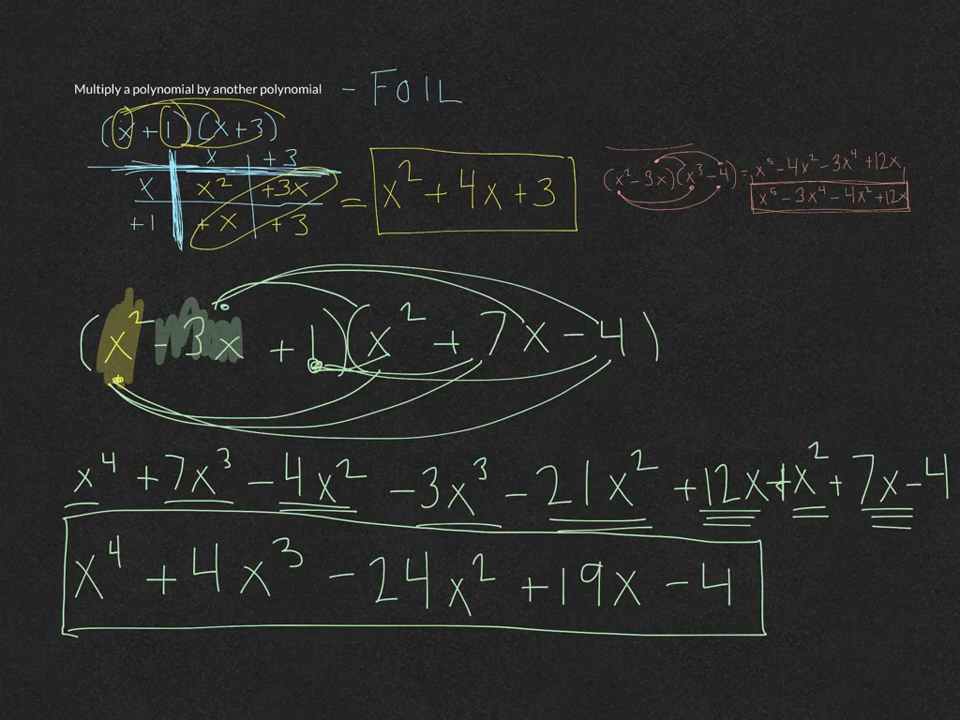 Multiply a polynomial by another polynomial - FOIL
(x + 1)(x + 3)
x + 3
x x² +3x
+1 + x + 3
= x² + 4x + 3
(x² - 3x)(x³ - 4) = x⁵ - 4x² - 3x⁴ + 12x
x⁵ - 3x⁴ - 4x² + 12x
(x² - 3x + 1)(x² + 7x - 4)
x⁴ + 7x³ - 4x² - 3x³ - 21x² + 12x + 1x² + 7x - 4
x⁴ + 4x³ - 24x² + 19x - 4